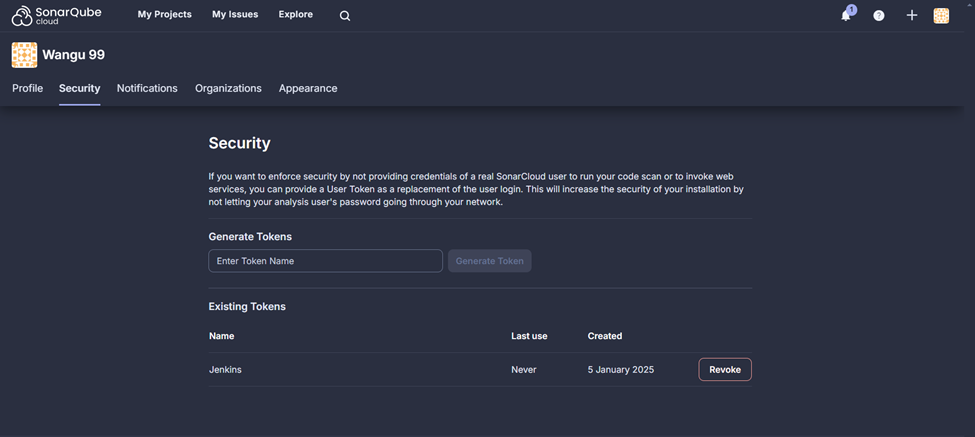 SonarQube
cloud
My Projects
My Issues
Explore
1
?
Wangu 99
Profile
Security
Notifications
Organizations
Appearance
Security
If you want to enforce security by not providing credentials of a real SonarCloud user to run your code scan or to invoke web
services, you can provide a User Token as a replacement of the user login. This will increase the security of your installation by
not letting your analysis user's password going through your network.
Generate Tokens
Enter Token Name
Generate Token
Existing Tokens
Name
Last use
Created
Jenkins
Never
5 January 2025
Revoke